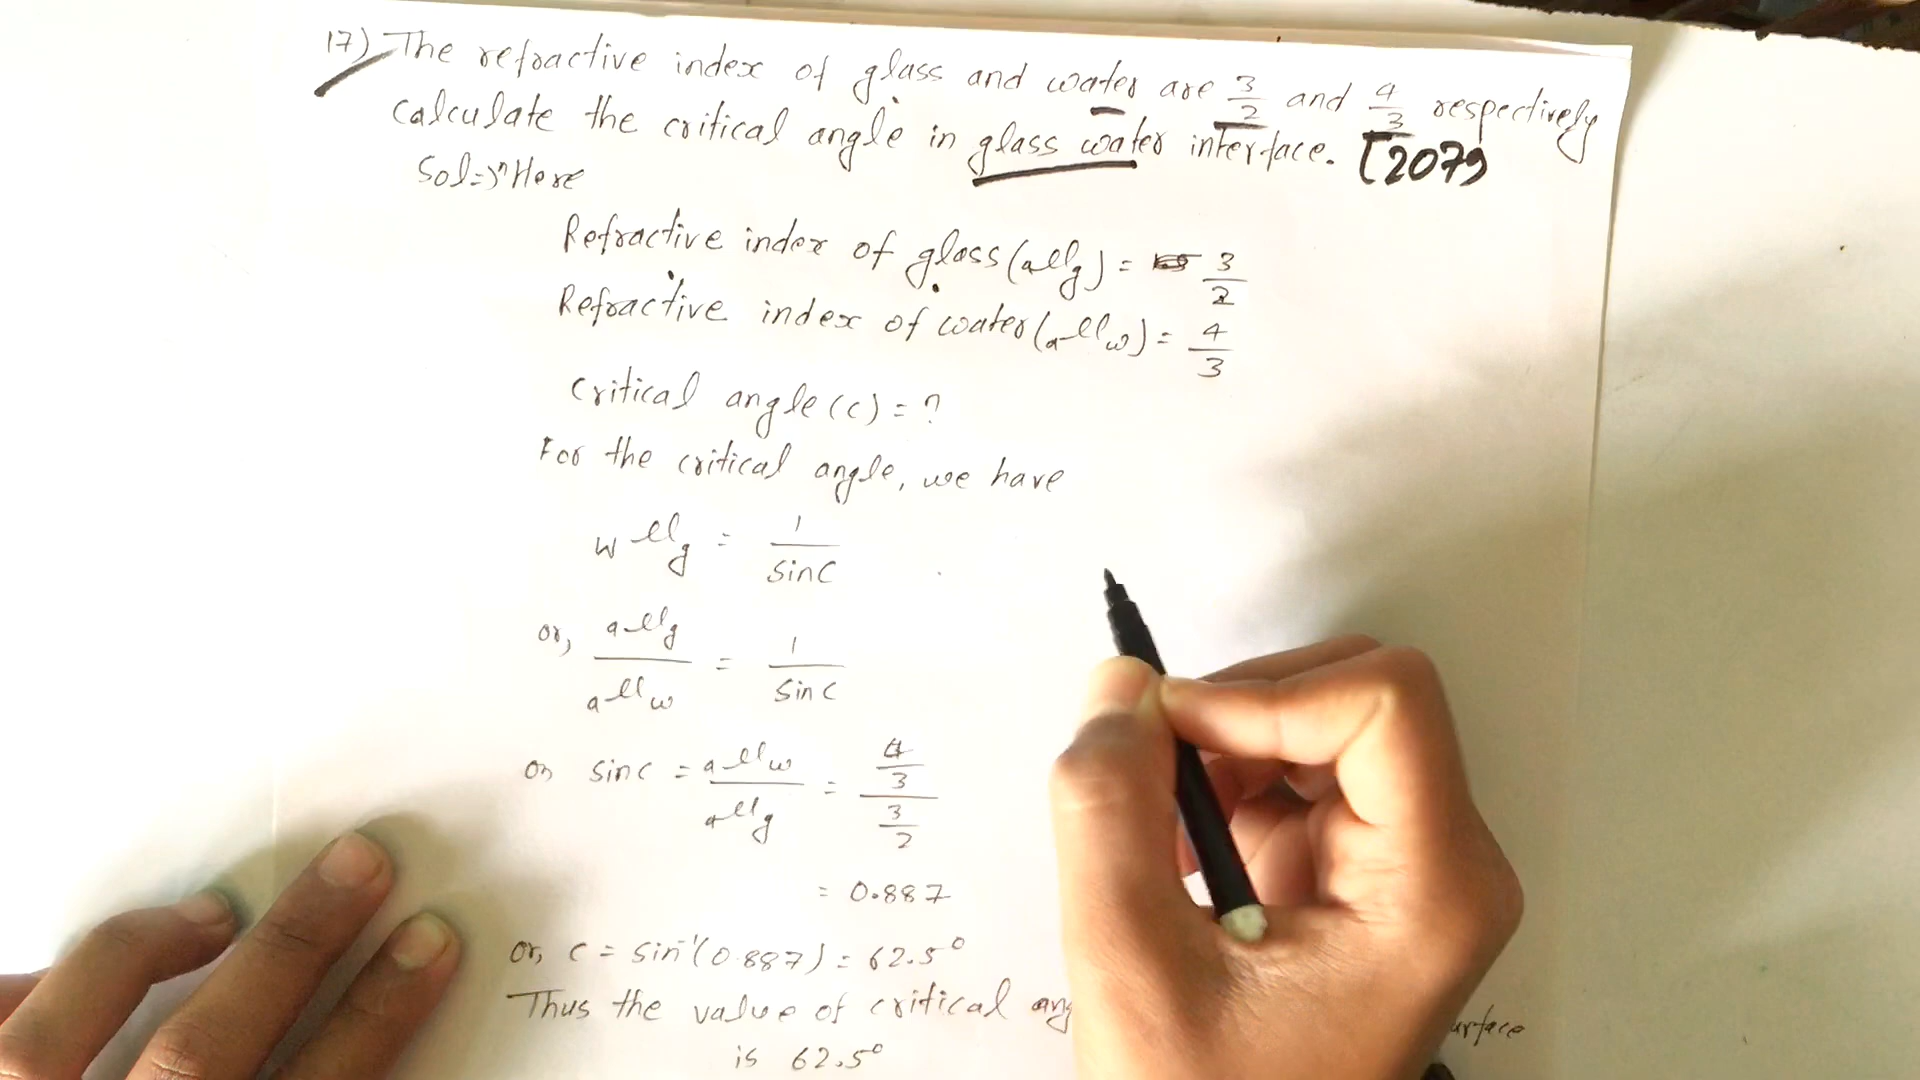 17) The refractive index of glass and water are 3/2 and 4/3 respectively
calculate the critical angle in glass water interface. [2079
Sol=>ⁿ Here
Refractive index of glass (aμg) = 3/2
Refractive index of water (aμw) = 4/3
Critical angle (c) = ?
For the critical angle, we have
wμg = 1/sinC
or, aμg/aμw = 1/sin C
or, sin c = aμw/aμg = (4/3)/(3/2)
= 0.887
or, c = sin⁻¹(0.887) = 62.5°
Thus the value of critical ang urface
is 62.5°